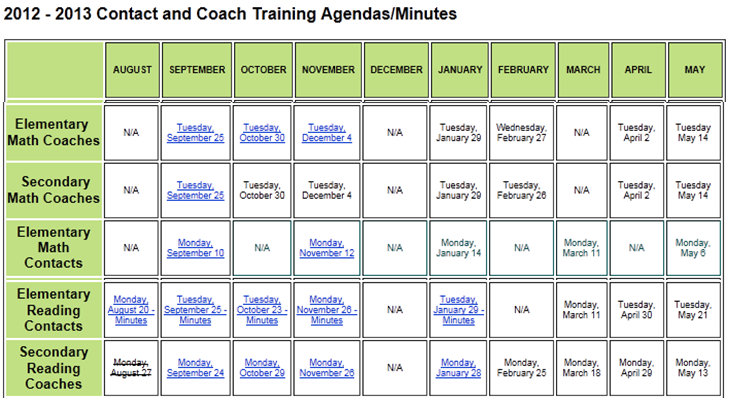 2012 - 2013 Contact and Coach Training Agendas/Minutes
AUGUST SEPTEMBER OCTOBER NOVEMBER DECEMBER JANUARY FEBRUARY MARCH APRIL MAY
Elementary
Math Coaches
N/A
Tuesday,
September 25
Tuesday,
October 30
Tuesday,
December 4
N/A
Tuesday,
January 29
Wednesday,
February 27
N/A
Tuesday,
April 2
Tuesday
May 14
Secondary
Math Coaches
N/A
Tuesday,
September 25
Tuesday,
October 30
Tuesday,
December 4
N/A
Tuesday,
January 29
Tuesday,
February 26
N/A
Tuesday,
April 2
Tuesday,
May 14
Elementary
Math
Contacts
N/A
Monday,
September 10
N/A
Monday,
November 12
N/A
Monday,
January 14
N/A
Monday,
March 11
N/A
Monday,
May 6
Elementary
Reading
Contacts
Monday,
August 20 -
Minutes
Tuesday,
September 25 -
Minutes
Tuesday,
October 23 -
Minutes
Monday,
November 26 -
Minutes
N/A
Tuesday,
January 29 -
Minutes
N/A
Monday,
March 11
Tuesday,
April 30
Tuesday,
May 21
Secondary
Reading
Coaches
Monday,
August 27
Monday,
September 24
Monday,
October 29
Monday,
November 26
N/A
Monday,
January 28
Monday,
February 25
Monday,
March 18
Monday,
April 29
Monday,
May 13